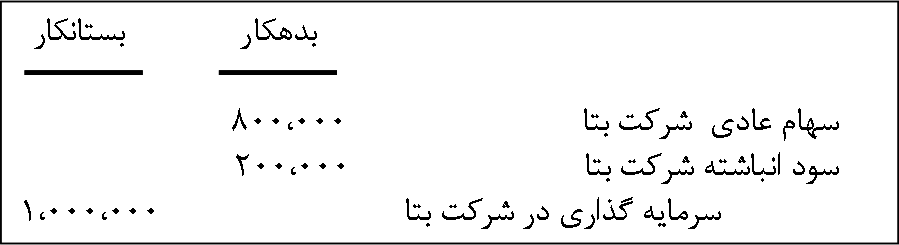 بدهکار بستانکار
سهام عادی شرکت بتا ۸۰۰،۰۰۰
سود انباشته شرکت بتا ۲۰۰،۰۰۰
سرمایه گذاری در شرکت بتا ۱،۰۰۰،۰۰۰